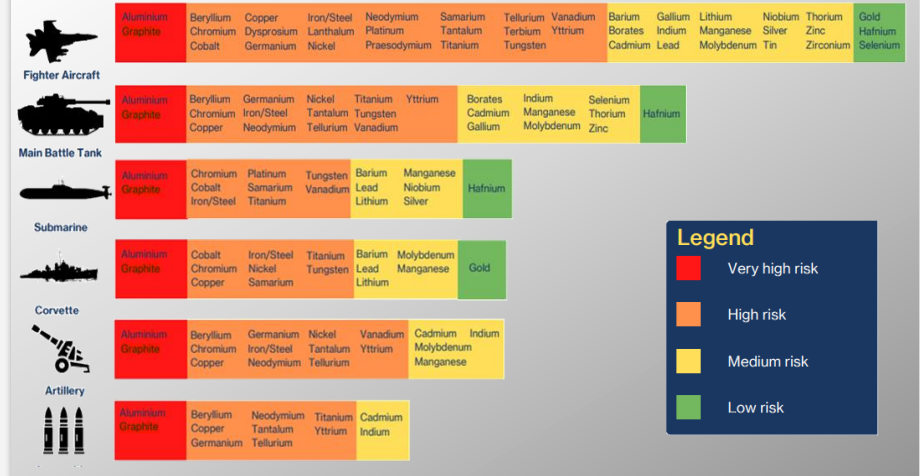 Aluminium Beryllium Copper Iron/Steel Neodymium Samarium Tellurium Vanadium Barium Gallium Lithium Niobium Thorium Gold
Graphite Chromium Dysprosium Lanthalum Platinum Tantalum Terbium Yttrium Borates Indium Manganese Silver Zinc Hafnium
Cobalt Germanium Nickel Praesodymium Titanium Tungsten Cadmium Lead Molybdenum Tin Zirconium Selenium
Fighter Aircraft
Aluminium Beryllium Germanium Nickel Titanium Yttrium Borates Indium Selenium Hafnium
Graphite Chromium Iron/Steel Tantalum Tungsten Cadmium Manganese Thorium
Copper Neodymium Tellurium Vanadium Gallium Molybdenum Zinc
Main Battle Tank
Aluminium Chromium Platinum Tungsten Barium Manganese Hafnium
Graphite Cobalt Samarium Vanadium Lead Niobium
Iron/Steel Titanium Lithium Silver
Submarine
Aluminium Cobalt Iron/Steel Titanium Barium Molybdenum Gold
Graphite Chromium Nickel Tungsten Lead Manganese
Copper Samarium Lithium
Corvette
Aluminium Beryllium Germanium Nickel Vanadium Cadmium Indium
Graphite Chromium Iron/Steel Tantalum Yttrium Molybdenum
Copper Neodymium Tellurium Manganese
Artillery
Aluminium Beryllium Neodymium Titanium Cadmium
Graphite Copper Tantalum Yttrium Indium
Germanium Tellurium
Legend
Very high risk
High risk
Medium risk
Low risk